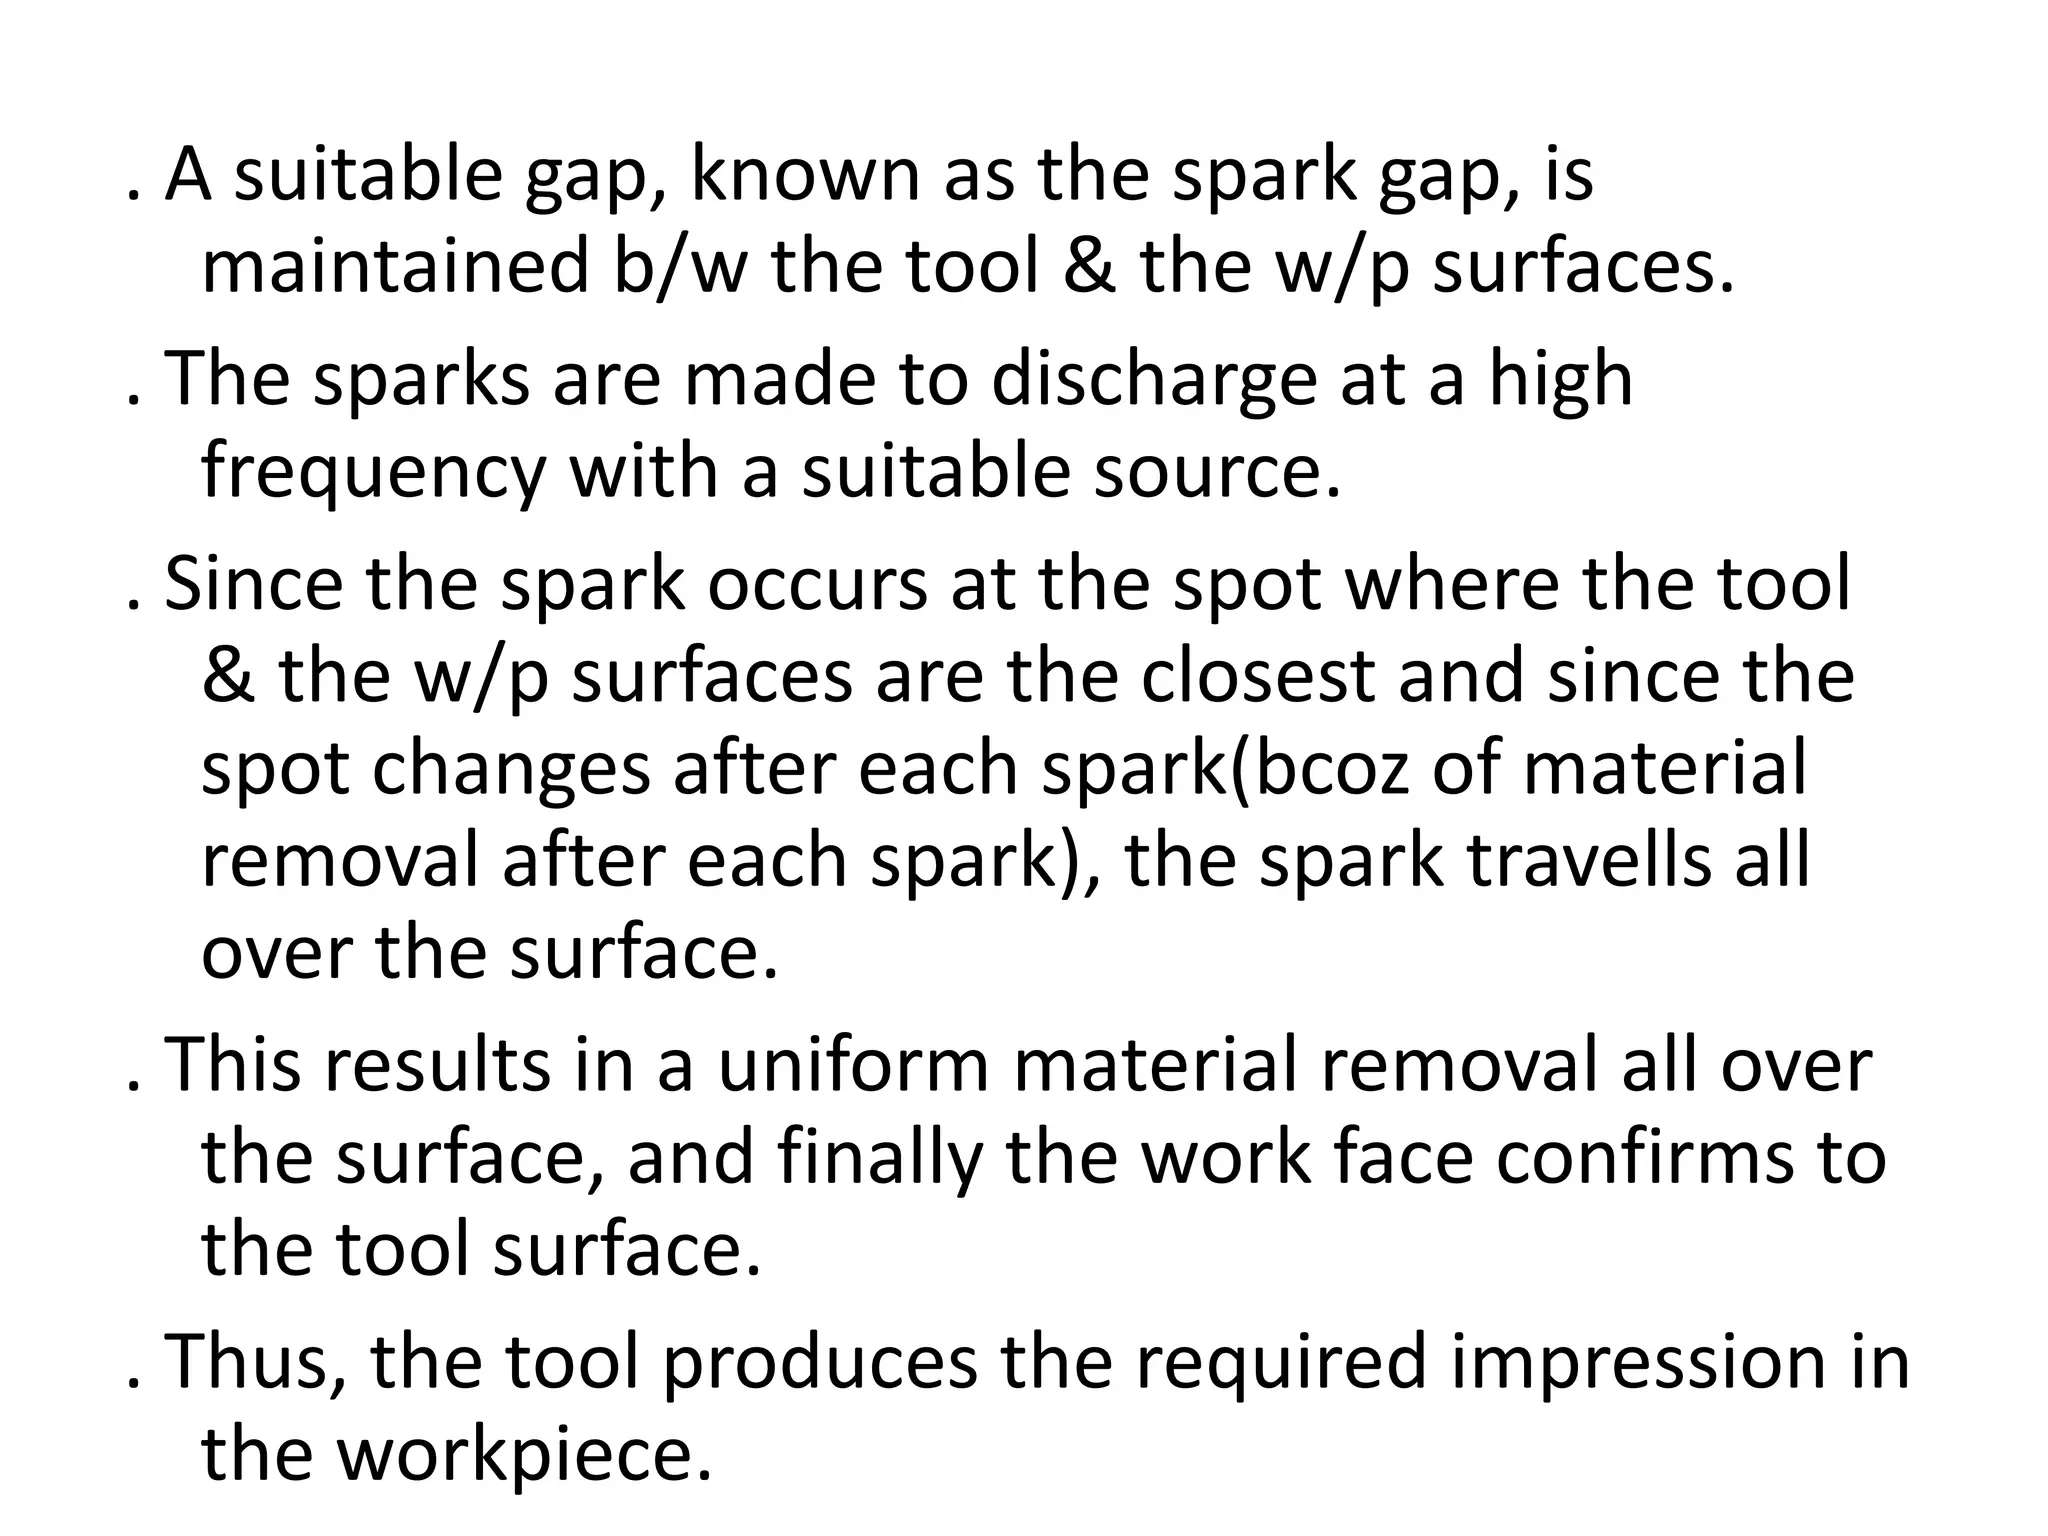 . A suitable gap, known as the spark gap, is
maintained b/w the tool & the w/p surfaces.
. The sparks are made to discharge at a high
frequency with a suitable source.
. Since the spark occurs at the spot where the tool
& the w/p surfaces are the closest and since the
spot changes after each spark(bcoz of material
removal after each spark), the spark travells all
over the surface.
. This results in a uniform material removal all over
the surface, and finally the work face confirms to
the tool surface.
. Thus, the tool produces the required impression in
the workpiece.